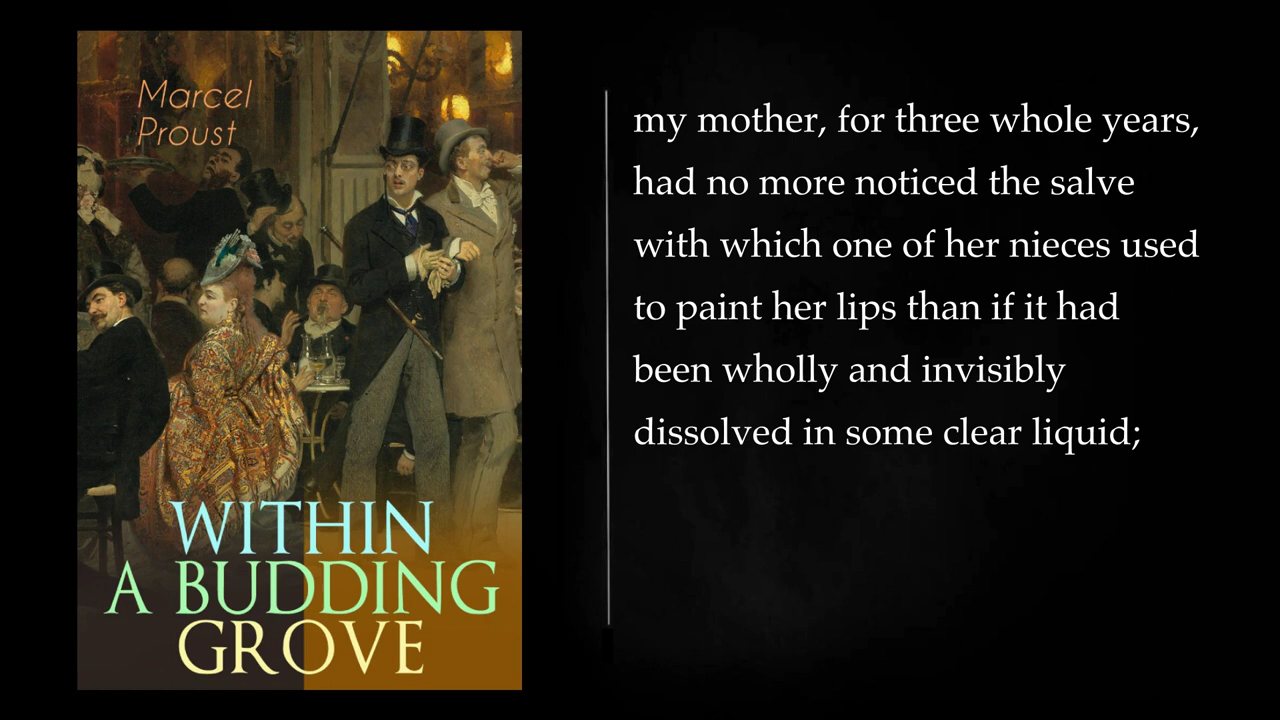 Marcel
Proust
WITHIN
A BUDDING
GROVE
my mother, for three whole years,
had no more noticed the salve
with which one of her nieces used
to paint her lips than if it had
been wholly and invisibly
dissolved in some clear liquid;